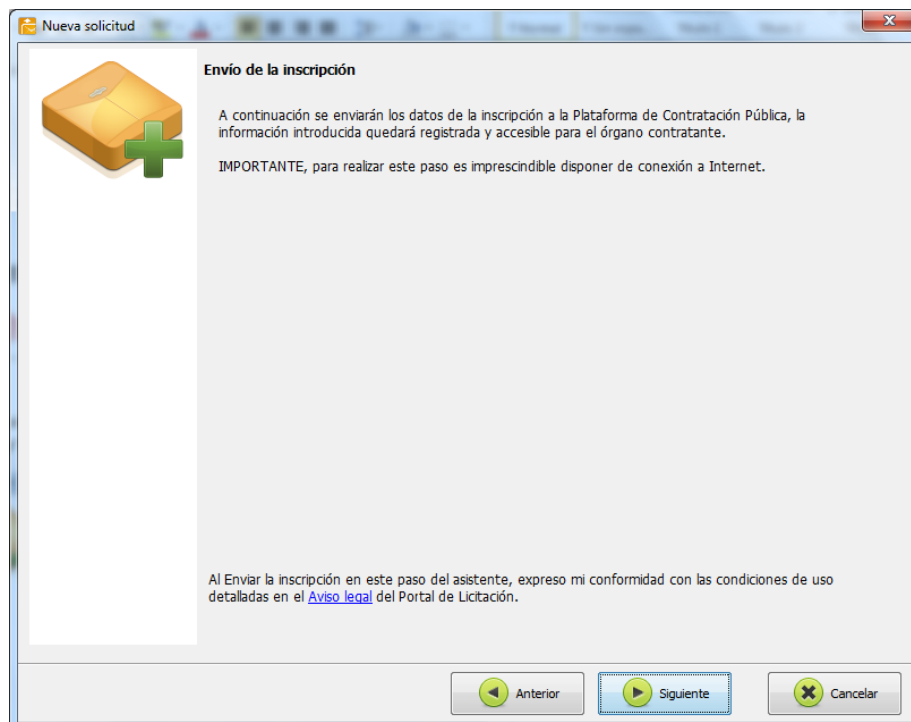 Nueva solicitud
Envío de la inscripción
A continuación se enviarán los datos de la inscripción a la Plataforma de Contratación Pública, la
información introducida quedará registrada y accesible para el órgano contratante.
IMPORTANTE, para realizar este paso es imprescindible disponer de conexión a Internet.
Al Enviar la inscripción en este paso del asistente, expreso mi conformidad con las condiciones de uso
detalladas en el Aviso legal del Portal de Licitación.
Anterior
Siguiente
Cancelar